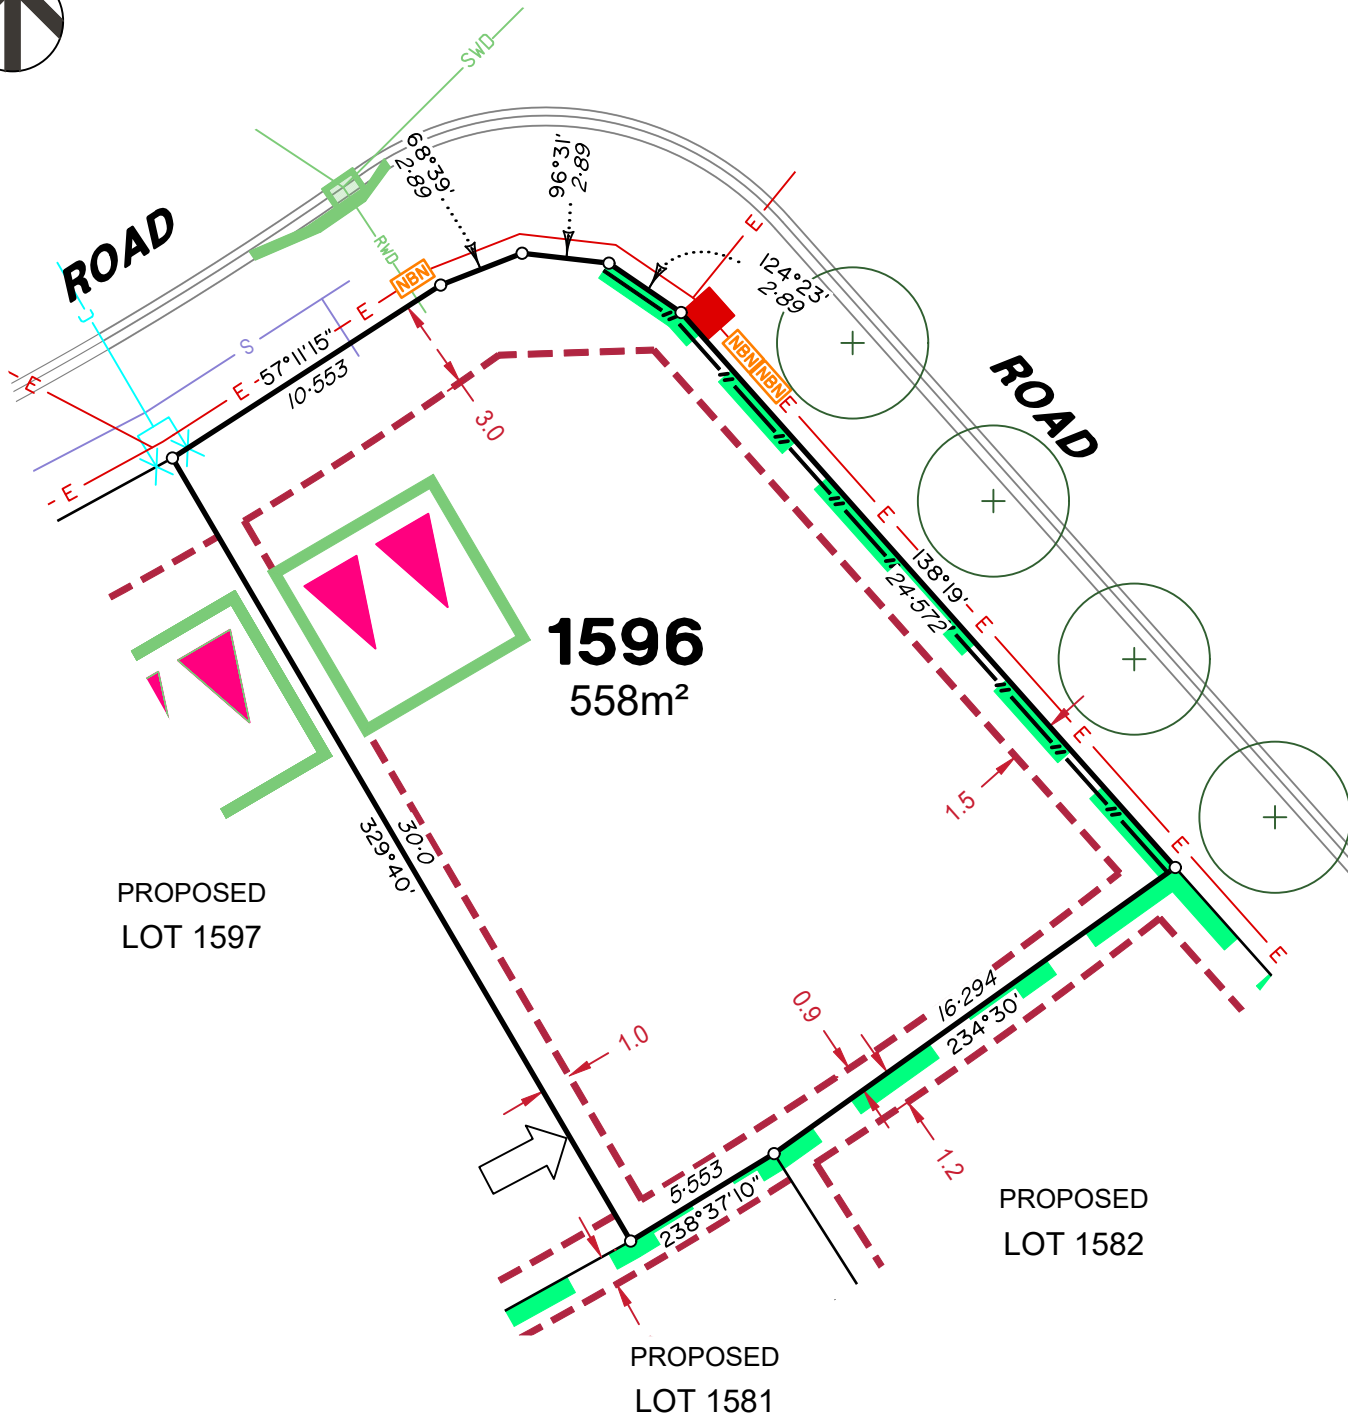 SWD
68°39'
2·89
96°31'
2·89
ROAD
E
RWD
NBN
124°23'
2·89
E
S
57°11'15"
10·553
E
E
E
3.0
NBN
NBN
E
ROAD
E
138°19'
24·572
E
1596
558m²
E
1.5
E
30·0
329°40'
PROPOSED
LOT 1597
E
16·294
234°30'
0.9
1.0
1.2
5·553
238°37'10"
PROPOSED
LOT 1582
PROPOSED
LOT 1581